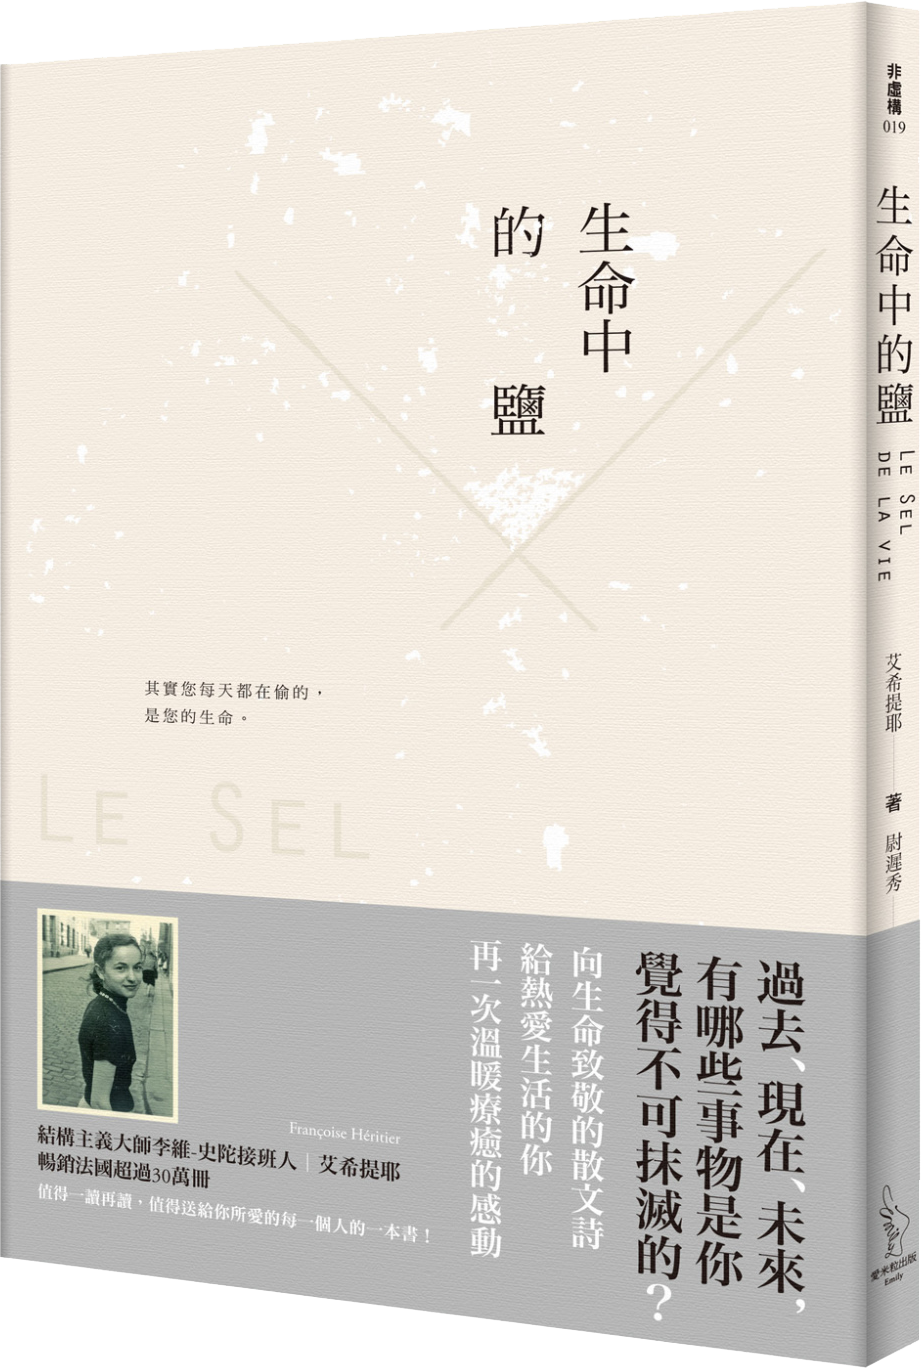 生命中
的 鹽
其實您每天都在偷的，
是您的生命。
LE SEL
過去、現在、未來，
有哪些事物是你
覺得不可抹滅的？
向生命致敬的散文詩
給熱愛生活的你
再一次溫暖療癒的感動
Françoise Héritier
結構主義大師李維-史陀接班人｜艾希提耶
暢銷法國超過30萬冊
值得一讀再讀，值得送給你所愛的每一個人的一本書！
非虛構
019
生命中的鹽
LE SEL
DE LA VIE
艾希提耶 著 尉遲秀
愛米粒出版
Emily